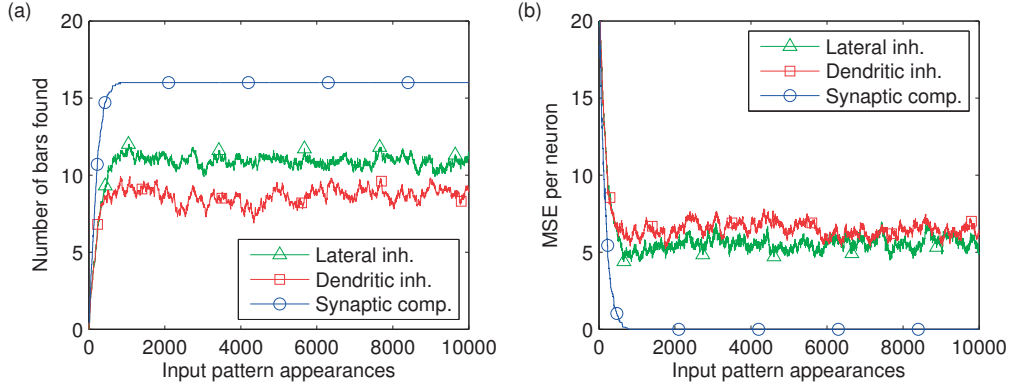 (a)
20
15
10
5
0
Number of bars found
0 2000 4000 6000 8000 10000
Input pattern appearances
Lateral inh.
Dendritic inh.
Synaptic comp.
(b)
20
15
10
5
0
MSE per neuron
0 2000 4000 6000 8000 10000
Input pattern appearances
Lateral inh.
Dendritic inh.
Synaptic comp.